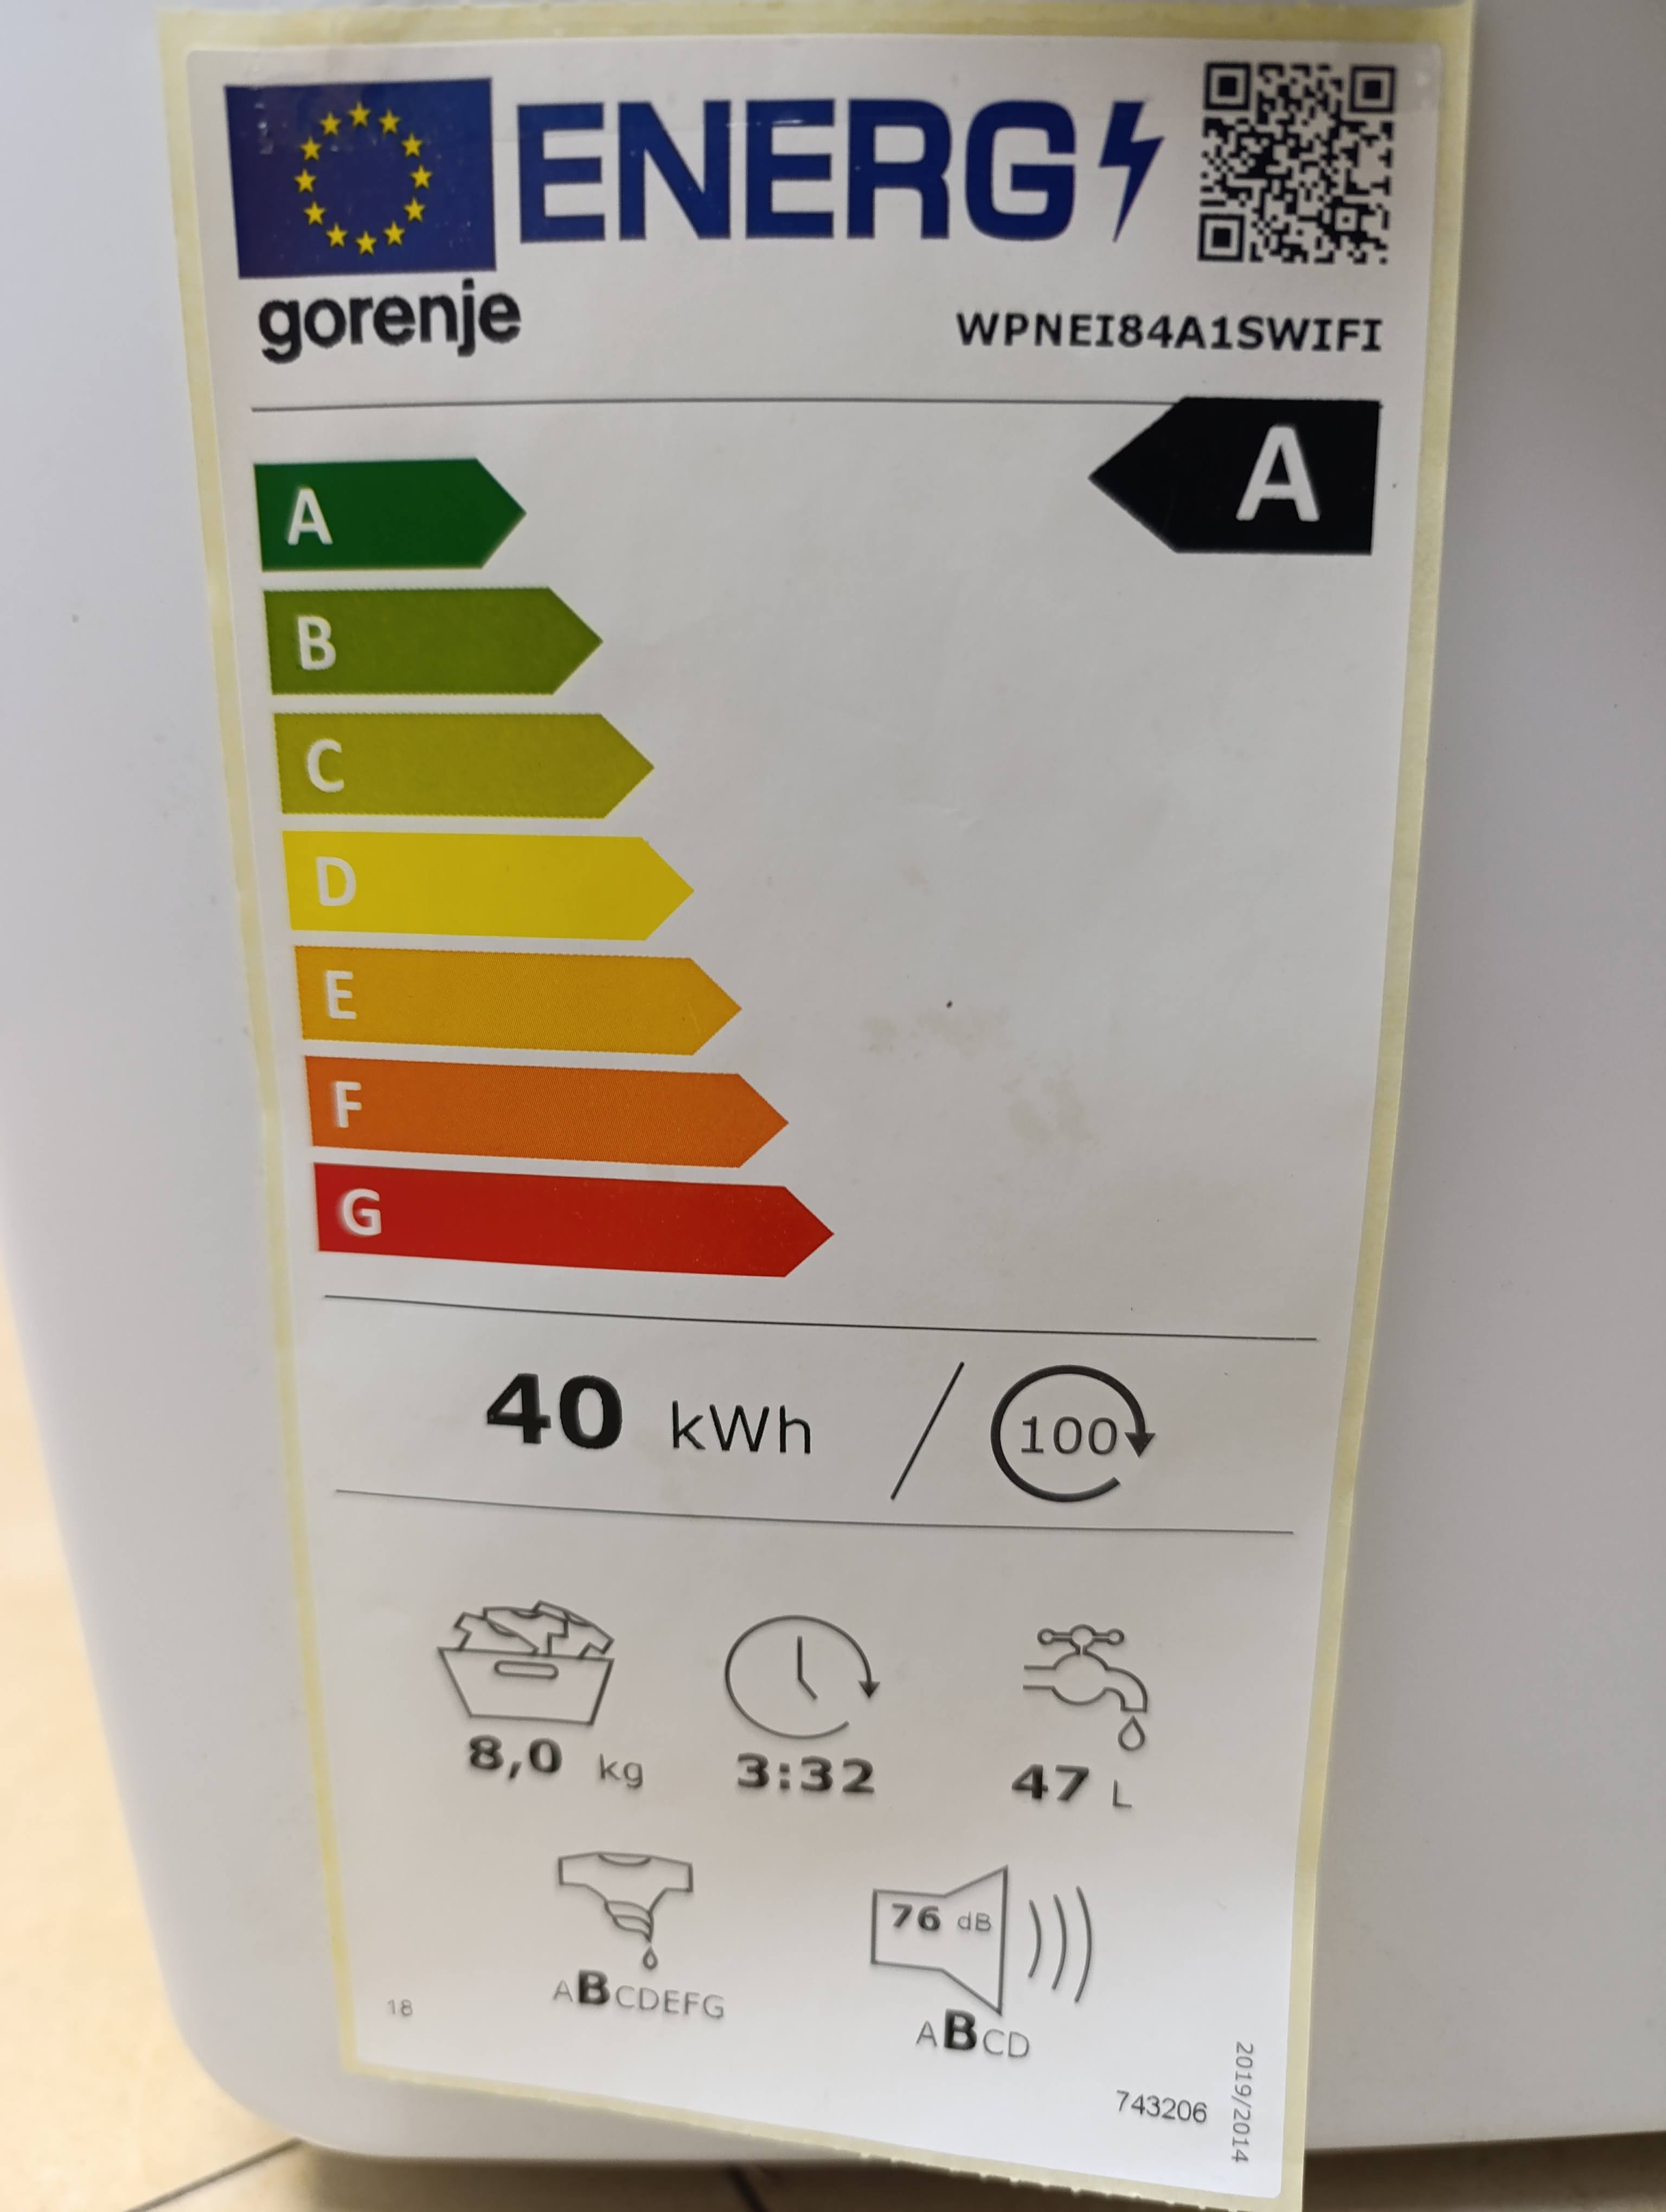 ENERG
gorenje
WPNEI84A1SWIFI
A
A
B
C
D
E
F
G
40 kWh / 100
8,0 kg
3:32
47 L
76 dB
ABCDEFG
ABCD
18
743206
2019/2014